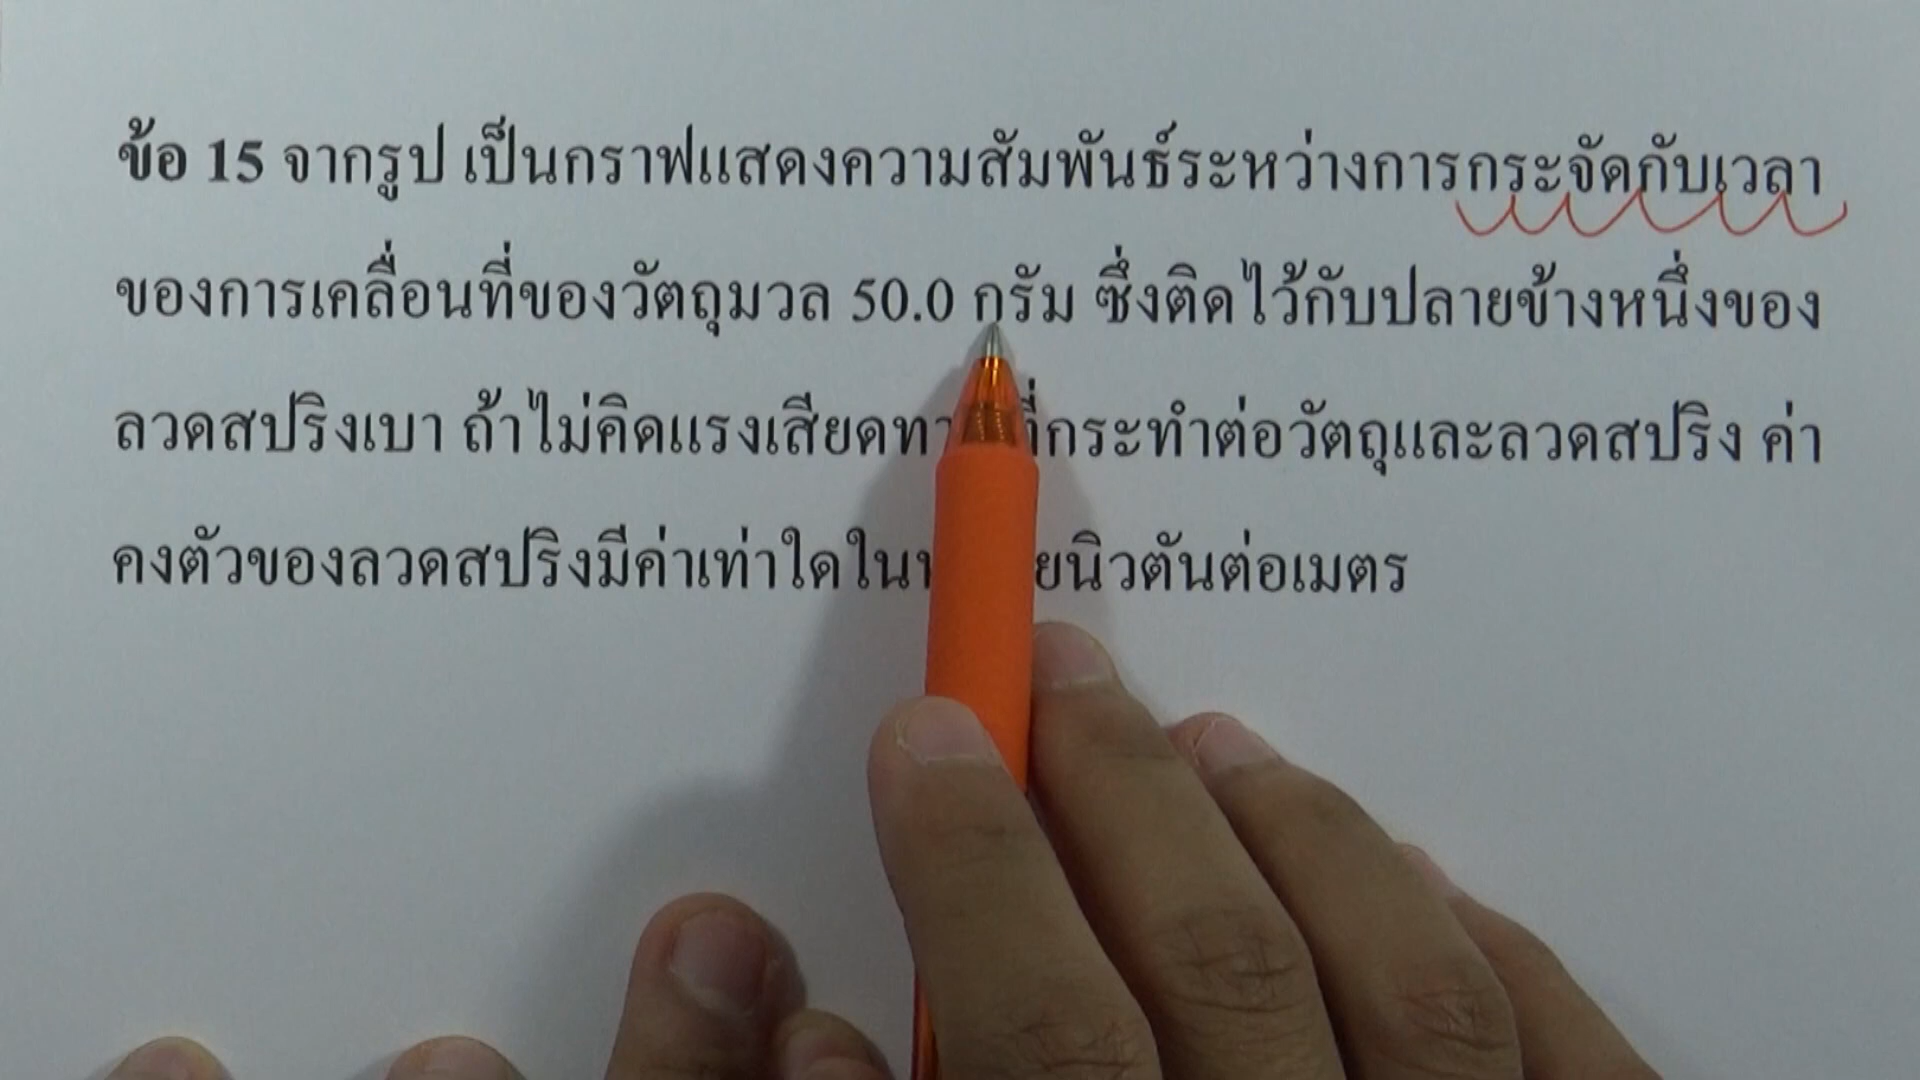 ข้อ 15 จากรูป เป็นกราฟแสดงความสัมพันธ์ระหว่างการกระจัดกับเวลา
ของการเคลื่อนที่ของวัตถุมวล 50.0 กรัม ซึ่งติดไว้กับปลายข้างหนึ่งของ
ลวดสปริงเบา ถ้าไม่คิดแรงเสียดทานที่กระทำต่อวัตถุและลวดสปริง ค่า
คงตัวของลวดสปริงมีค่าเท่าใดในหน่วยนิวตันต่อเมตร